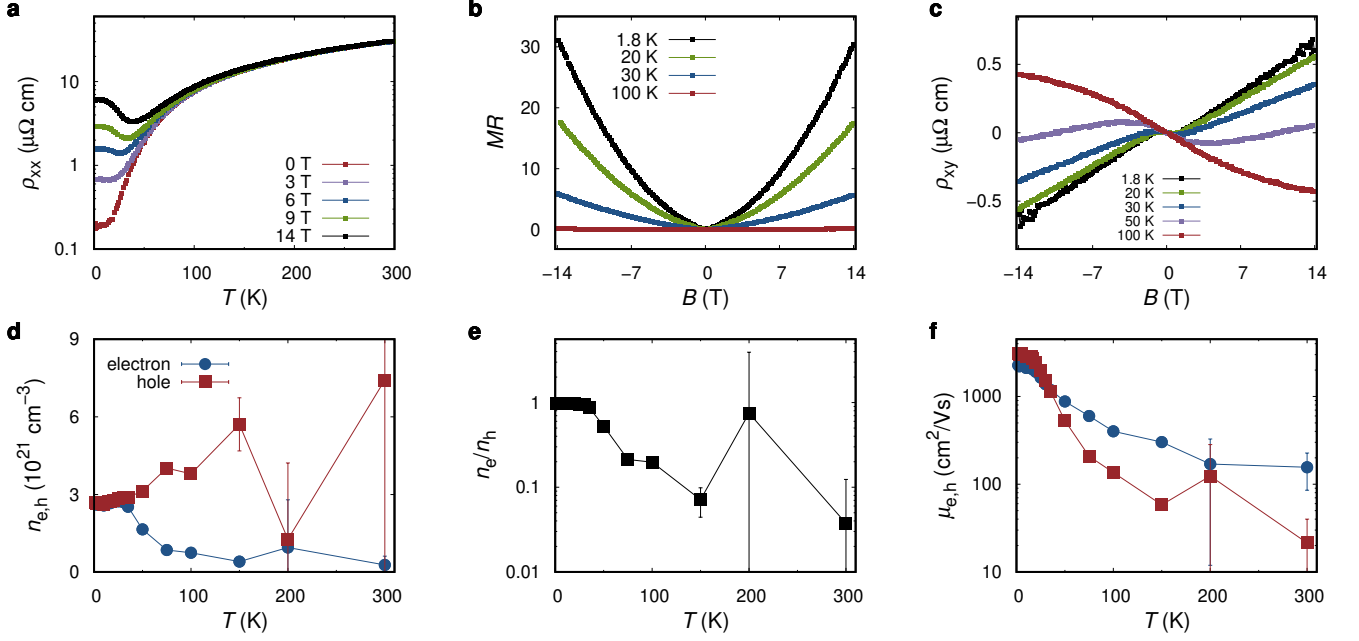 a
ρxx (μΩ cm)
10
1
0.1
0 T
3 T
6 T
9 T
14 T
0 100 200 300
T (K)
b
MR
30
20
10
0
1.8 K
20 K
30 K
100 K
−14 −7 0 7 14
B (T)
c
ρxy (μΩ cm)
0.5
0
−0.5
1.8 K
20 K
30 K
50 K
100 K
−14 −7 0 7 14
B (T)
d
ne,h (10²¹ cm⁻³)
9
6
3
0
electron
hole
0 100 200 300
T (K)
e
ne/nh
1
0.1
0.01
0 100 200 300
T (K)
f
μe,h (cm²/Vs)
1000
100
10
0 100 200 300
T (K)